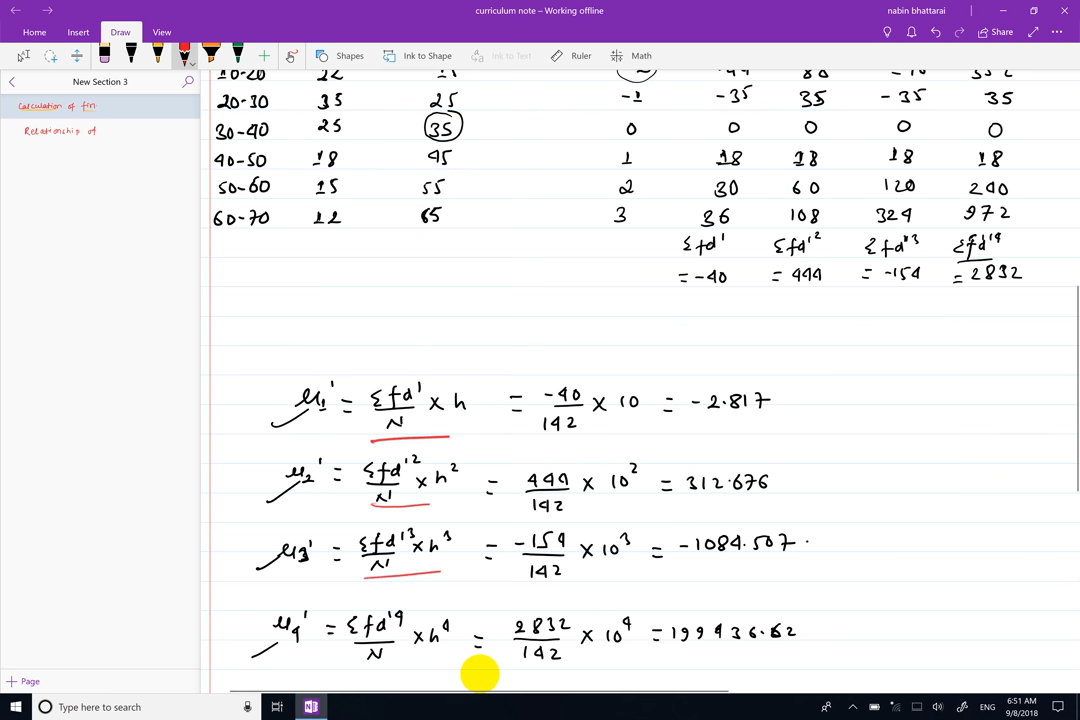 curriculum note – Working offline
nabin bhattarai
Home Insert Draw View
Share
Shapes Ink to Shape Ink to Text Ruler Math
New Section 3
Calculation of fin
Relationship of
10-20 22
20-30 35 25 -1 -35 35 -35 35
30-40 25 35 0 0 0 0 0
40-50 18 45 1 18 18 18 18
50-60 15 55 2 30 60 120 240
60-70 12 65 3 36 108 324 972
Σfd' Σfd'² Σfd'³ Σfd'⁴
= -40 = 444 = -154 = 2832
μ₁' = Σfd'/N × h = -40/142 × 10 = -2.817
μ₂' = Σfd'²/N × h² = 444/142 × 10² = 312.676
μ₃' = Σfd'³/N × h³ = -154/142 × 10³ = -1084.507
μ₄' = Σfd'⁴/N × h⁴ = 2832/142 × 10⁴ = 199436.62
Page
Type here to search
ENG
6:51 AM
9/8/2018